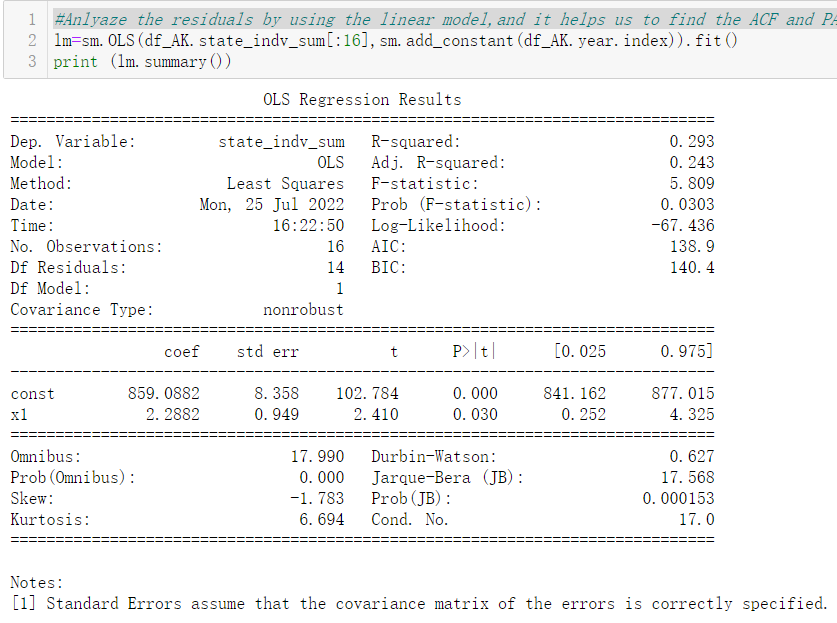 1 #Anlyaze the residuals by using the linear model,and it helps us to find the ACF and
2 lm=sm.OLS(df_AK.state_indv_sum[:16],sm.add_constant(df_AK.year.index)).fit()
3 print (lm.summary())
OLS Regression Results
==============================================================================
Dep. Variable: state_indv_sum R-squared: 0.293
Model: OLS Adj. R-squared: 0.243
Method: Least Squares F-statistic: 5.809
Date: Mon, 25 Jul 2022 Prob (F-statistic): 0.0303
Time: 16:22:50 Log-Likelihood: -67.436
No. Observations: 16 AIC: 138.9
Df Residuals: 14 BIC: 140.4
Df Model: 1
Covariance Type: nonrobust
==============================================================================
coef std err t P>|t| [0.025 0.975]
------------------------------------------------------------------------------
const 859.0882 8.358 102.784 0.000 841.162 877.015
x1 2.2882 0.949 2.410 0.030 0.252 4.325
==============================================================================
Omnibus: 17.990 Durbin-Watson: 0.627
Prob(Omnibus): 0.000 Jarque-Bera (JB): 17.568
Skew: -1.783 Prob(JB): 0.000153
Kurtosis: 6.694 Cond. No. 17.0
==============================================================================
Notes:
[1] Standard Errors assume that the covariance matrix of the errors is correctly specified.